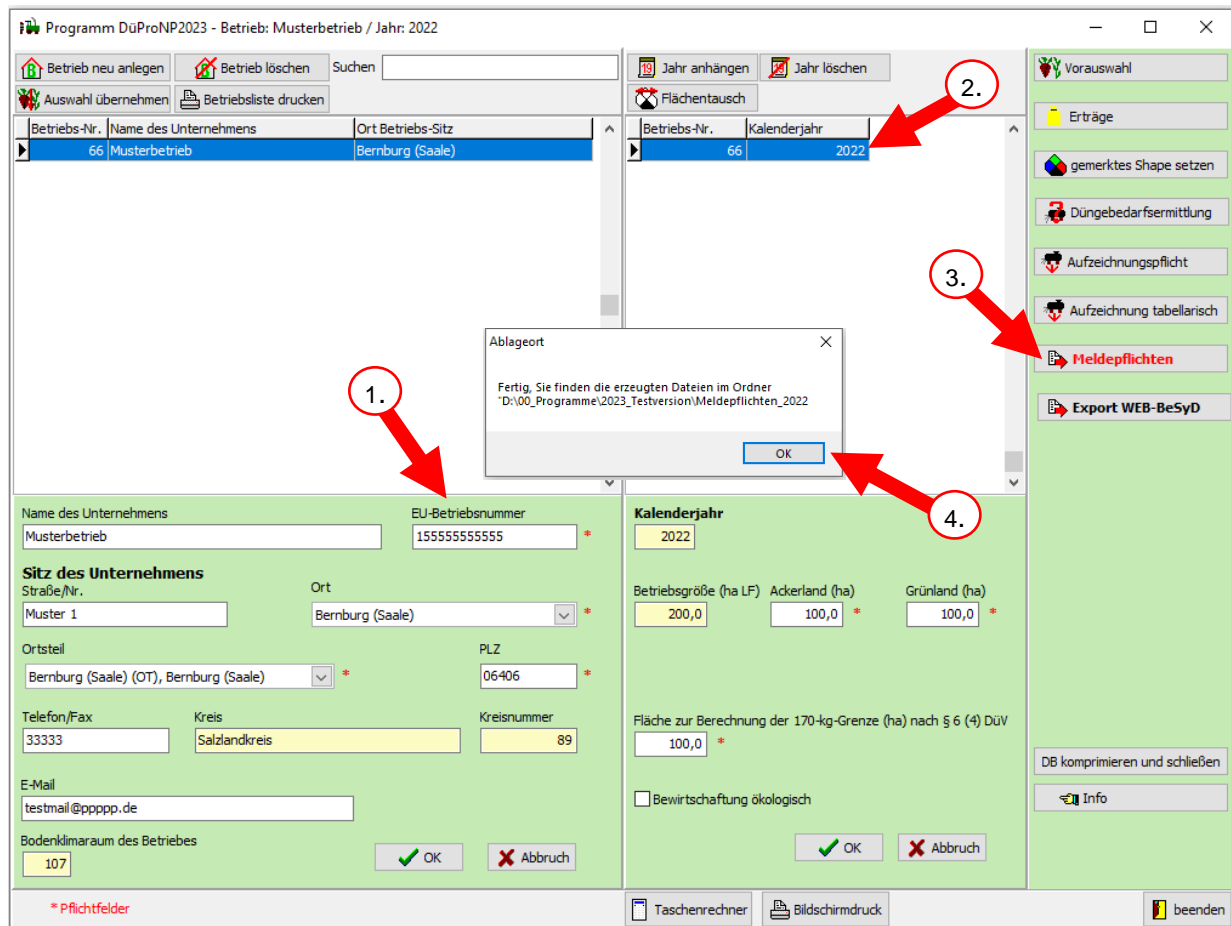 Programm DüProNP2023 - Betrieb: Musterbetrieb / Jahr: 2022
Betrieb neu anlegen
Betrieb löschen
Suchen
Auswahl übernehmen
Betriebsliste drucken
Betriebs-Nr. Name des Unternehmens Ort Betriebs-Sitz
66 Musterbetrieb Bernburg (Saale)
19 Jahr anhängen
Jahr löschen
Flächentausch
Betriebs-Nr. Kalenderjahr
66 2022
2.
Vorauswahl
Erträge
gemerktes Shape setzen
Düngebedarfsermittlung
Aufzeichnungspflicht
3.
Aufzeichnung tabellarisch
Meldepflichten
Export WEB-BeSyD
Ablageort
Fertig, Sie finden die erzeugten Dateien im Ordner
"D:\00_Programme\2023_Testversion\Meldepflichten_2022
OK
1.
4.
Name des Unternehmens EU-Betriebsnummer
Musterbetrieb 155555555555 *
Sitz des Unternehmens
Straße/Nr. Ort
Muster 1 Bernburg (Saale) *
Ortsteil PLZ
Bernburg (Saale) (OT), Bernburg (Saale) * 06406 *
Telefon/Fax Kreis Kreisnummer
33333 Salzlandkreis 89
E-Mail
testmail@ppppp.de
Bodenklimaraum des Betriebes
107
OK Abbruch
Kalenderjahr
2022
Betriebsgröße (ha LF) Ackerland (ha) Grünland (ha)
200,0 100,0 * 100,0 *
Fläche zur Berechnung der 170-kg-Grenze (ha) nach § 6 (4) DüV
100,0 *
Bewirtschaftung ökologisch
OK Abbruch
DB komprimieren und schließen
Info
* Pflichtfelder
Taschenrechner
Bildschirmdruck
beenden